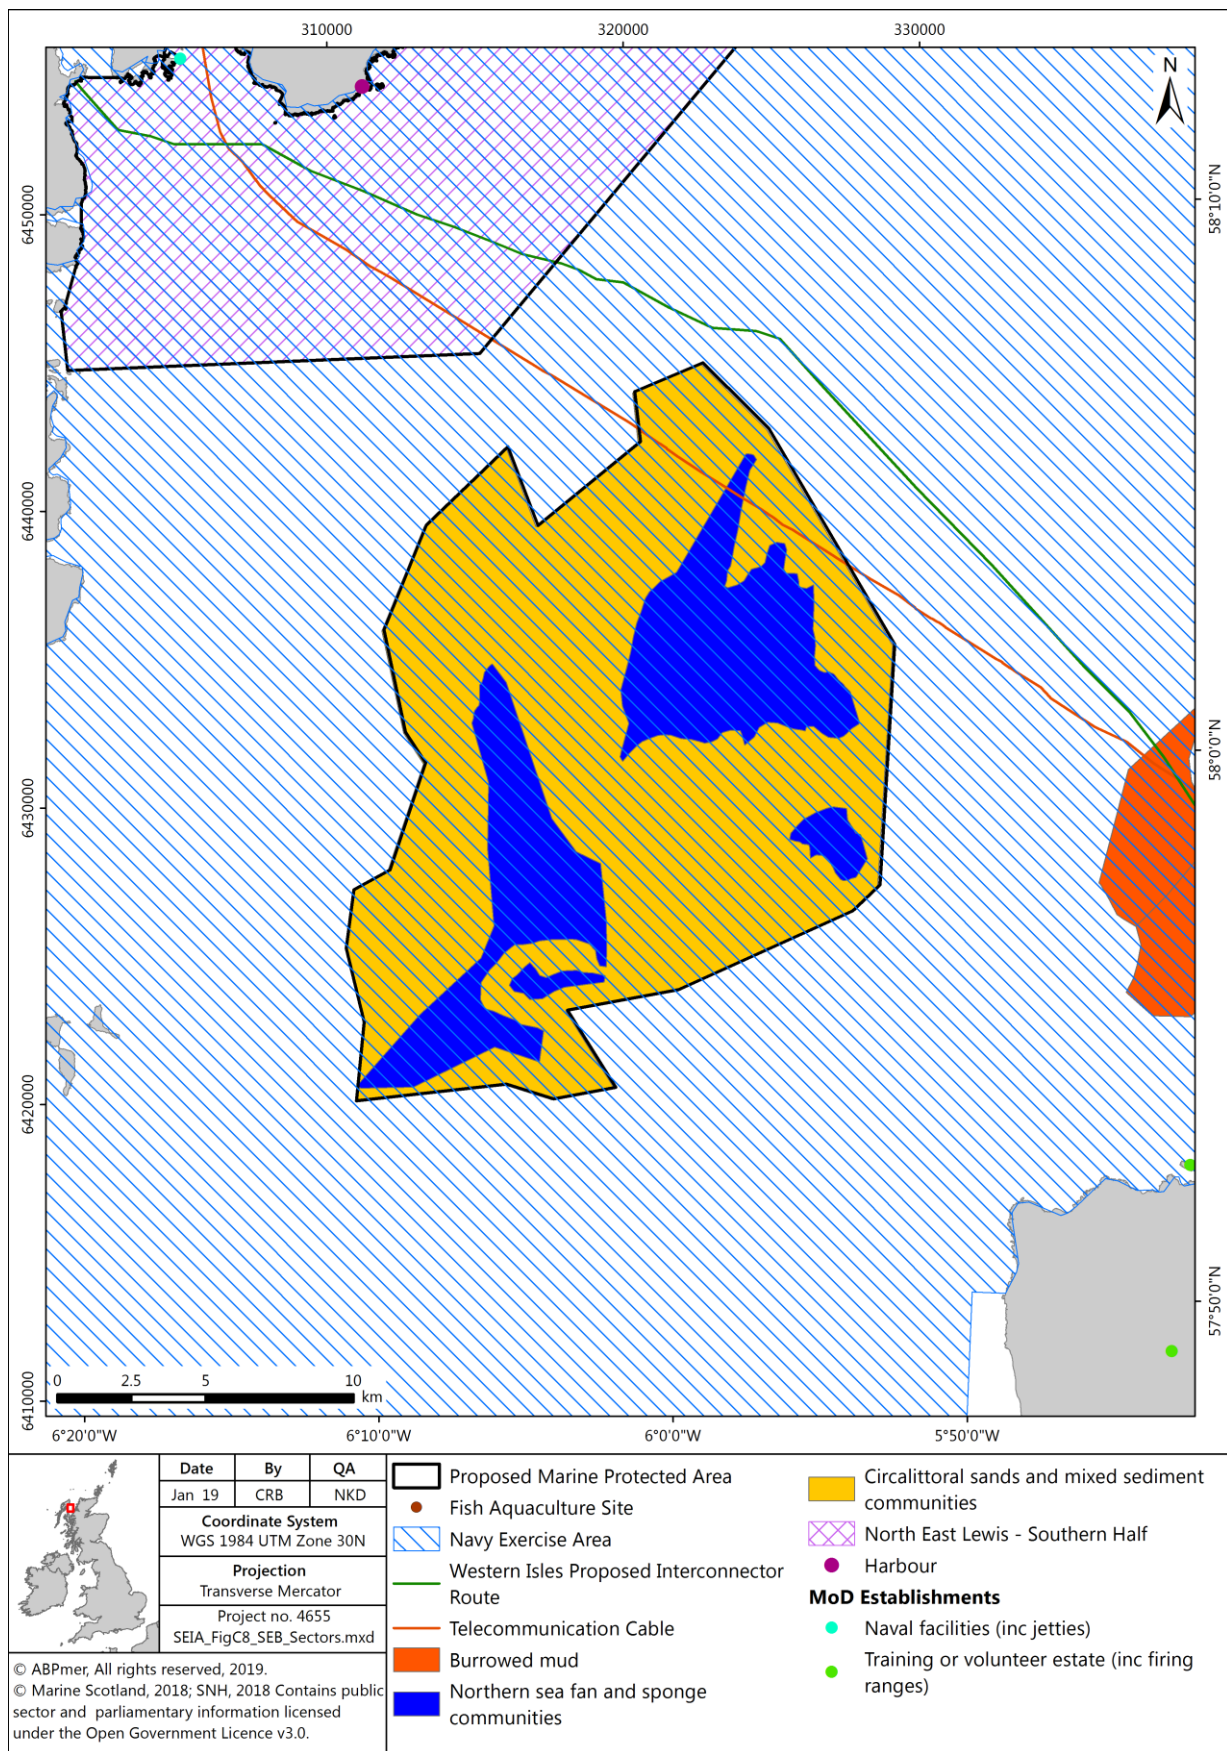 310000
320000
330000
N
6450000
6440000
6430000
6420000
6410000
58°10'0"N
58°0'0"N
57°50'0"N
0
2.5
5
10
km
6°20'0"W
6°10'0"W
6°0'0"W
5°50'0"W
Date
By
QA
Jan 19
CRB
NKD
Coordinate System
WGS 1984 UTM Zone 30N
Projection
Transverse Mercator
Project no. 4655
SEIA_FigC8_SEB_Sectors.mxd
© ABPmer, All rights reserved, 2019.
© Marine Scotland, 2018; SNH, 2018 Contains public
sector and parliamentary information licensed
under the Open Government Licence v3.0.
Proposed Marine Protected Area
Fish Aquaculture Site
Navy Exercise Area
Western Isles Proposed Interconnector
Route
Telecommunication Cable
Burrowed mud
Northern sea fan and sponge
communities
Circalittoral sands and mixed sediment
communities
North East Lewis - Southern Half
Harbour
MoD Establishments
Naval facilities (inc jetties)
Training or volunteer estate (inc firing
ranges)